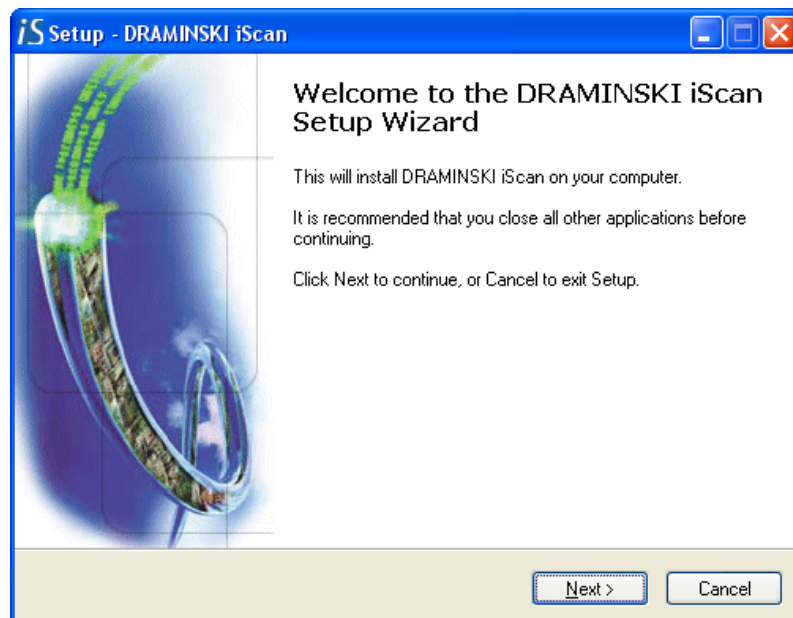 iS Setup - DRAMINSKI iScan
Welcome to the DRAMINSKI iScan
Setup Wizard
This will install DRAMINSKI iScan on your computer.
It is recommended that you close all other applications before
continuing.
Click Next to continue, or Cancel to exit Setup.
Next > Cancel